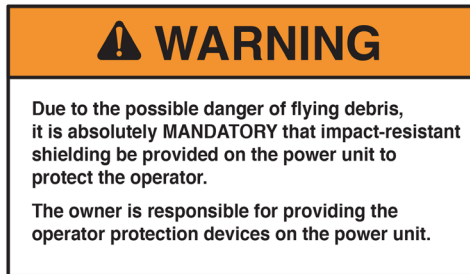 WARNING
Due to the possible danger of flying debris,
it is absolutely MANDATORY that impact-resistant
shielding be provided on the power unit to
protect the operator.
The owner is responsible for providing the
operator protection devices on the power unit.